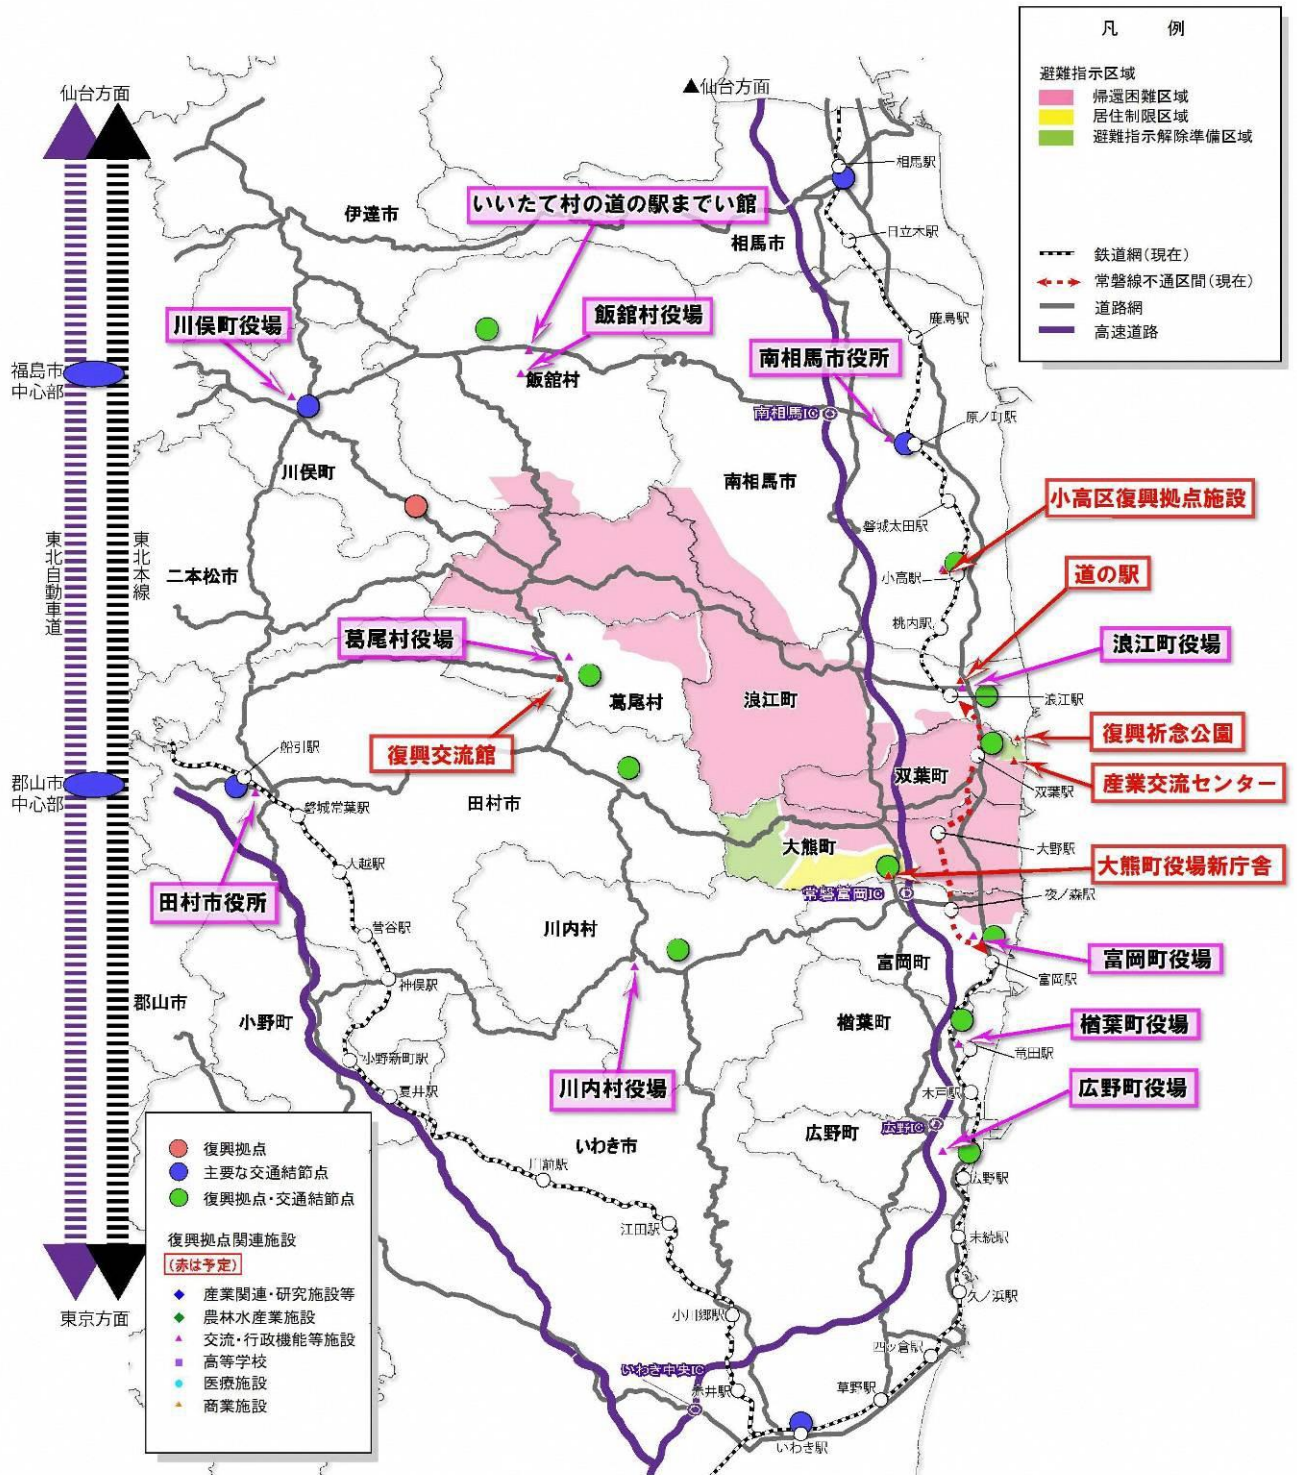 凡　例
避難指示区域
帰還困難区域
居住制限区域
避難指示解除準備区域
鉄道網(現在)
常磐線不通区間(現在)
道路網
高速道路
仙台方面
▲仙台方面
相馬駅
伊達市
いいたて村の道の駅までい館
相馬市
日立木駅
川俣町役場
飯舘村役場
鹿島駅
南相馬市役所
福島市
中心部
飯舘村
南相馬IC
原ノ町駅
川俣町
南相馬市
小高区復興拠点施設
磐城太田駅
東北自動車道
東北本線
二本松市
小高駅
道の駅
桃内駅
葛尾村役場
浪江町役場
葛尾村
浪江町
浪江駅
復興祈念公園
復興交流館
船引駅
双葉町
産業交流センター
郡山市
中心部
双葉駅
田村市
磐城常葉駅
大熊町
大野駅
大越駅
大熊町役場新庁舎
田村市役所
常磐富岡IC
夜ノ森駅
菅谷駅
川内村
富岡町
富岡町役場
神俣駅
富岡駅
郡山市
小野町
楢葉町
楢葉町役場
小野新町駅
竜田駅
夏井駅
川内村役場
木戸駅
広野町役場
広野IC
広野町
いわき市
川前駅
広野駅
江田駅
末続駅
久ノ浜駅
小川郷駅
四ッ倉駅
いわき中央IC
赤井駅
草野駅
いわき駅
東京方面
復興拠点
主要な交通結節点
復興拠点・交通結節点
復興拠点関連施設
(赤は予定)
産業関連・研究施設等
農林水産業施設
交流・行政機能等施設
高等学校
医療施設
商業施設